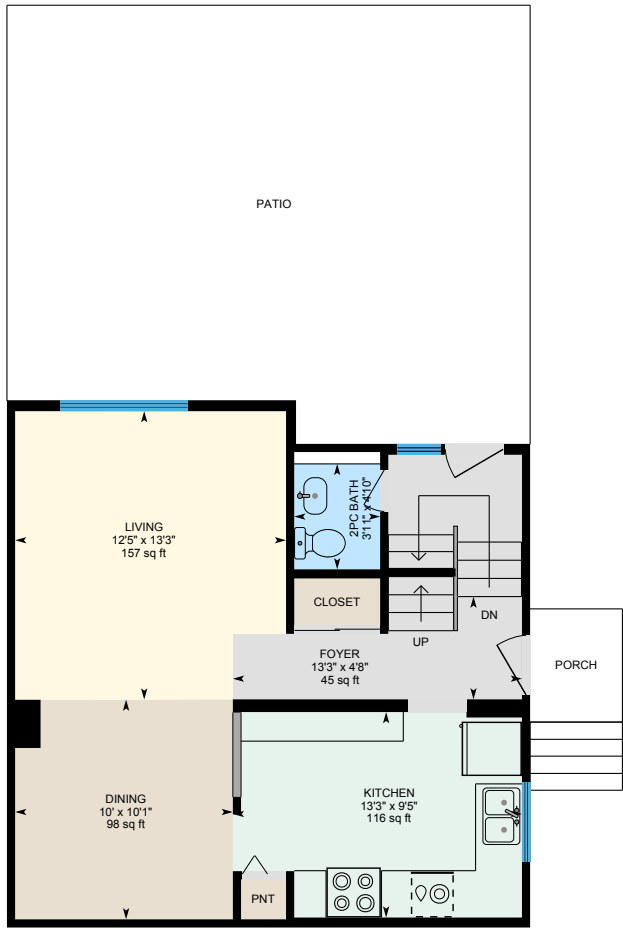 PATIO
LIVING
12'5" x 13'3"
157 sq ft
2PC BATH
3'11" x 4'10"
CLOSET
DN
UP
FOYER
13'3" x 4'8"
45 sq ft
PORCH
DINING
10' x 10'1"
98 sq ft
KITCHEN
13'3" x 9'5"
116 sq ft
PNT